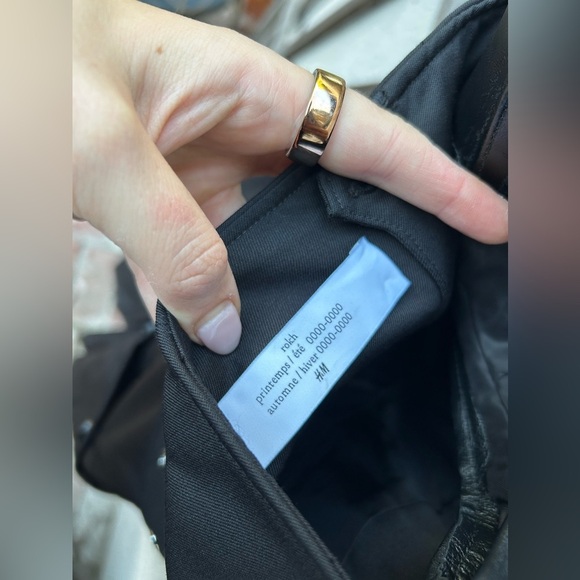 rokh
printemps / été 0000-0000
automne / hiver 0000-0000
H&M